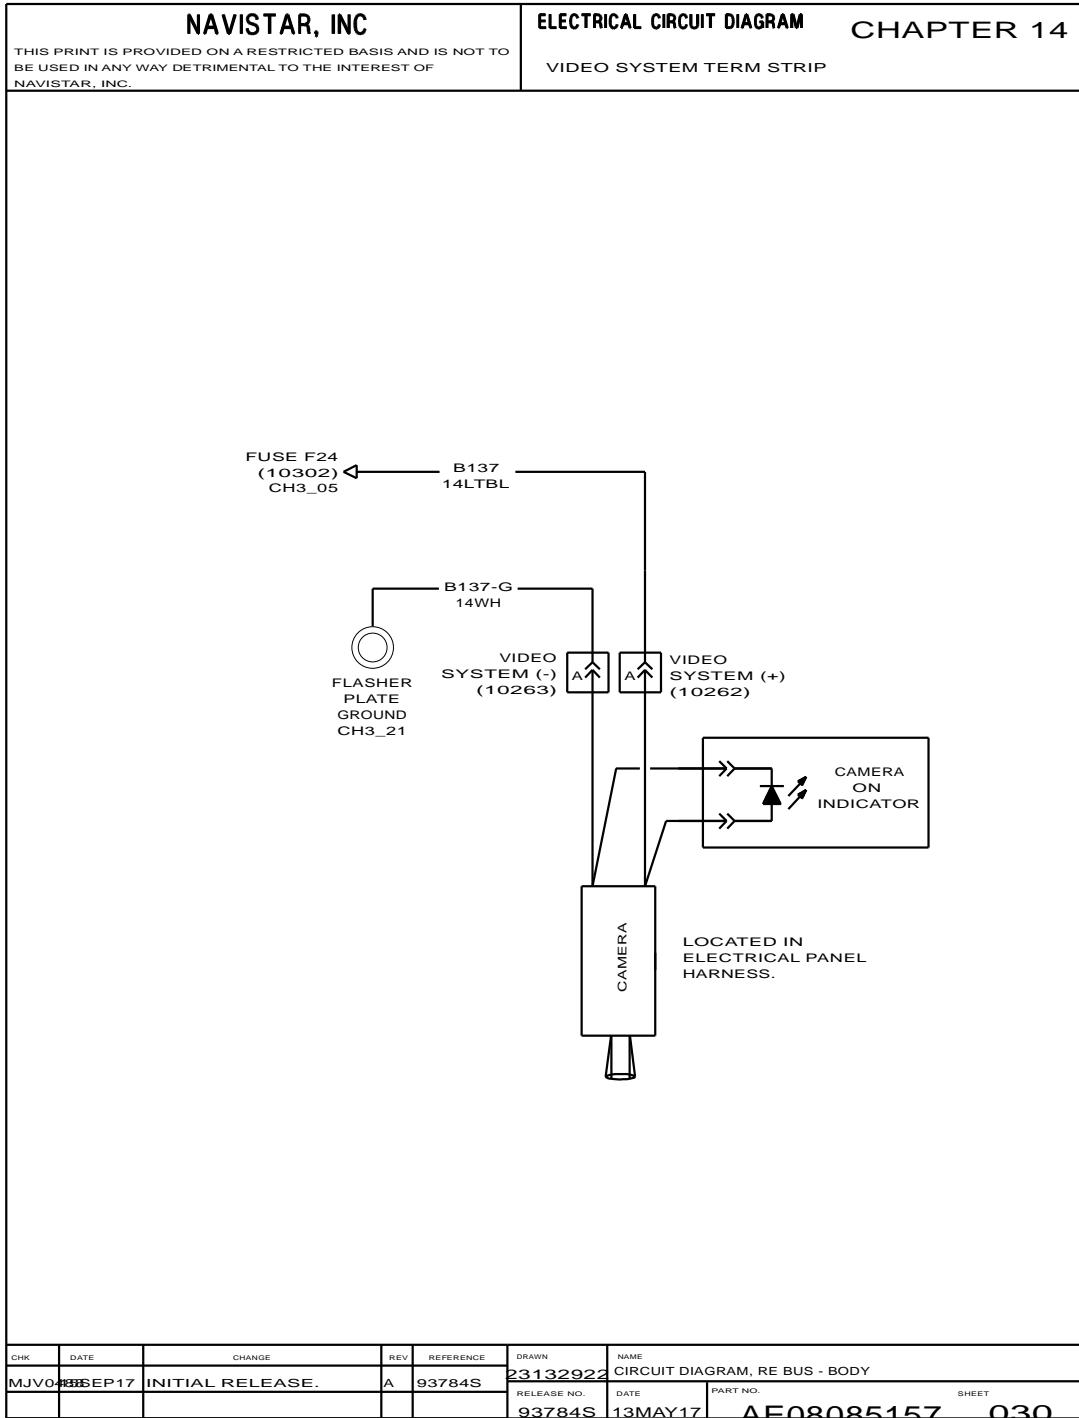 NAVISTAR, INC
THIS PRINT IS PROVIDED ON A RESTRICTED BASIS AND IS NOT TO
BE USED IN ANY WAY DETRIMENTAL TO THE INTEREST OF
NAVISTAR, INC.
ELECTRICAL CIRCUIT DIAGRAM
CHAPTER 14
VIDEO SYSTEM TERM STRIP
FUSE F24
(10302)
CH3_05
B137
14LTBL
B137-G
14WH
FLASHER
PLATE
GROUND
CH3_21
VIDEO
SYSTEM (-)
(10263)
A
A
VIDEO
SYSTEM (+)
(10262)
CAMERA
ON
INDICATOR
CAMERA
LOCATED IN
ELECTRICAL PANEL
HARNESS.
CHK
DATE
CHANGE
REV
REFERENCE
INITIAL RELEASE.
A
93784S
DRAWN
23132922
NAME
CIRCUIT DIAGRAM, RE BUS - BODY
RELEASE NO.
93784S
DATE
13MAY17
PART NO.
AE08085157
SHEET
030